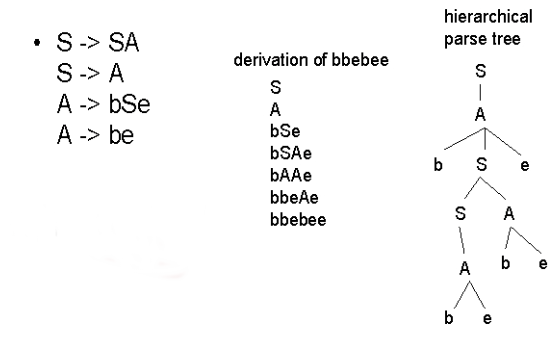 • S -> SA
S -> A
A -> bSe
A -> be
derivation of bbebee
S
A
bSe
bSAe
bAAe
bbeAe
bbebee
hierarchical
parse tree
S
A
b S e
S A
A b e
b e